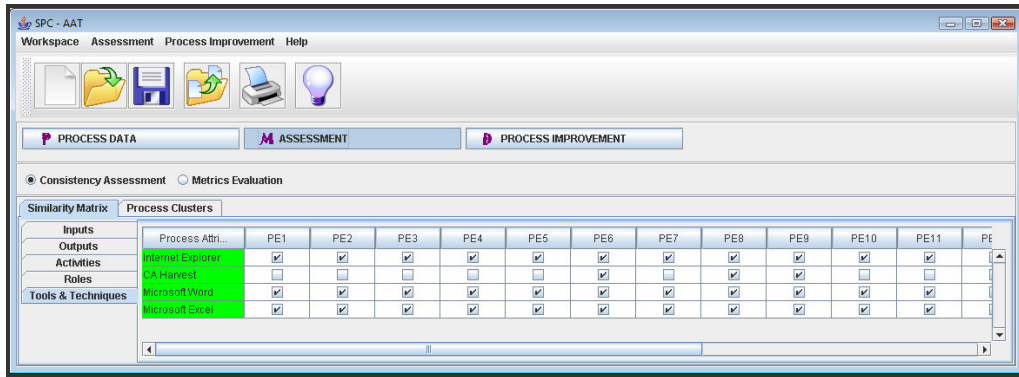 SPC - AAT
Workspace Assessment Process Improvement Help
P PROCESS DATA M ASSESSMENT PROCESS IMPROVEMENT
Consistency Assessment Metrics Evaluation
Similarity Matrix Process Clusters
Inputs
Outputs
Activities
Roles
Tools & Techniques
Process Attri... PE1 PE2 PE3 PE4 PE5 PE6 PE7 PE8 PE9 PE10 PE11 PE
Internet Explorer
CA Harvest
Microsoft Word
Microsoft Excel